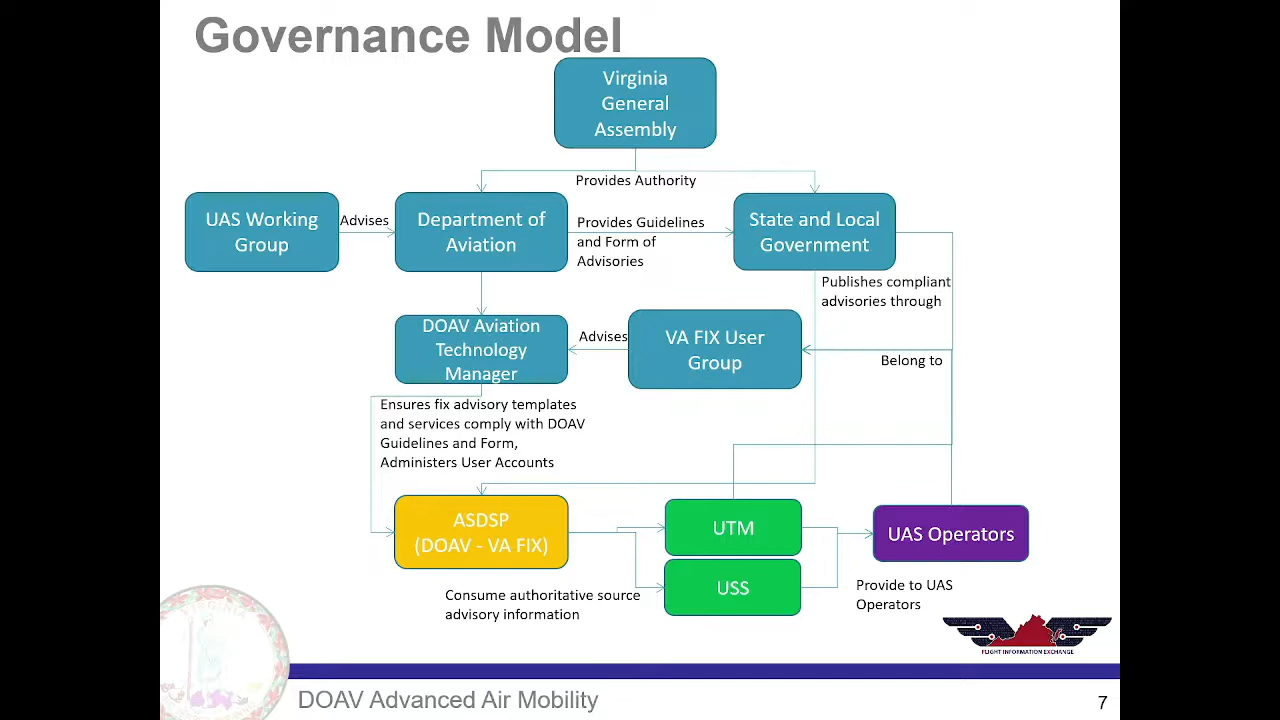 Governance Model
Virginia
General
Assembly
Provides Authority
UAS Working
Group
Advises
Department of
Aviation
Provides Guidelines
and Form of
Advisories
State and Local
Government
Publishes compliant
advisories through
DOAV Aviation
Technology
Manager
Advises
VA FIX User
Group
Belong to
Ensures fix advisory templates
and services comply with DOAV
Guidelines and Form,
Administers User Accounts
ASDSP
(DOAV - VA FIX)
UTM
UAS Operators
USS
Consume authoritative source
advisory information
Provide to UAS
Operators
FLIGHT INFORMATION EXCHANGE
DOAV Advanced Air Mobility
7